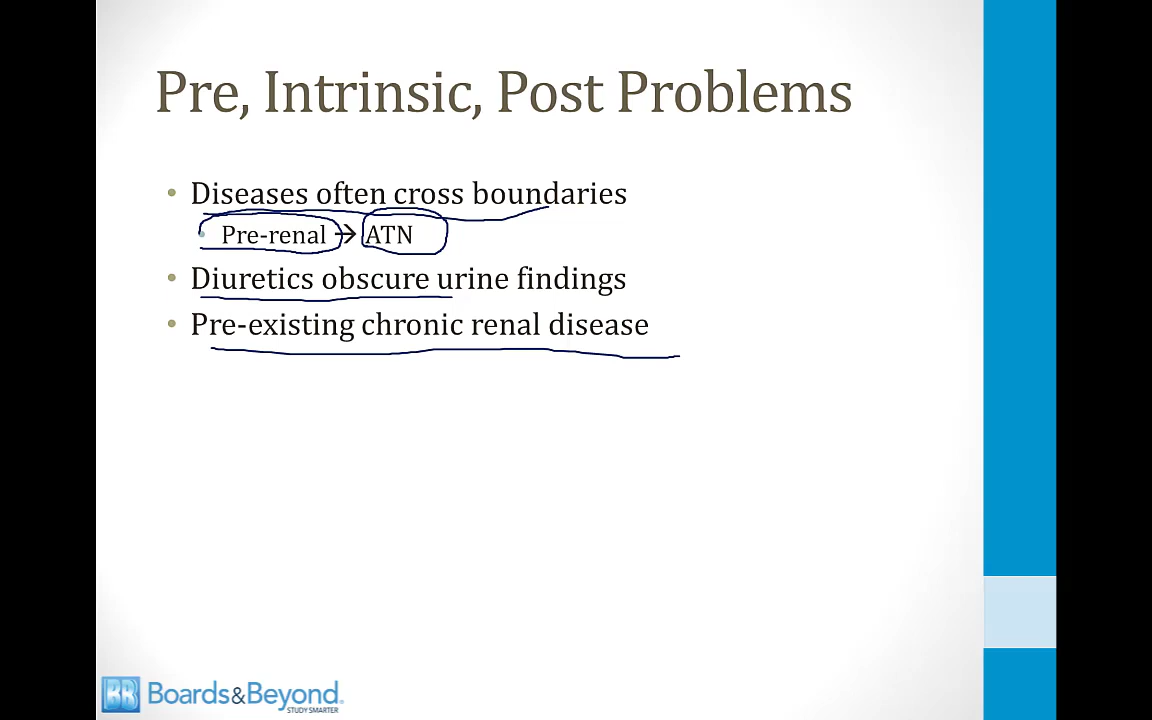 Pre, Intrinsic, Post Problems
• Diseases often cross boundaries
• Pre-renal → ATN
• Diuretics obscure urine findings
• Pre-existing chronic renal disease
BB Boards&Beyond.
STUDY SMARTER